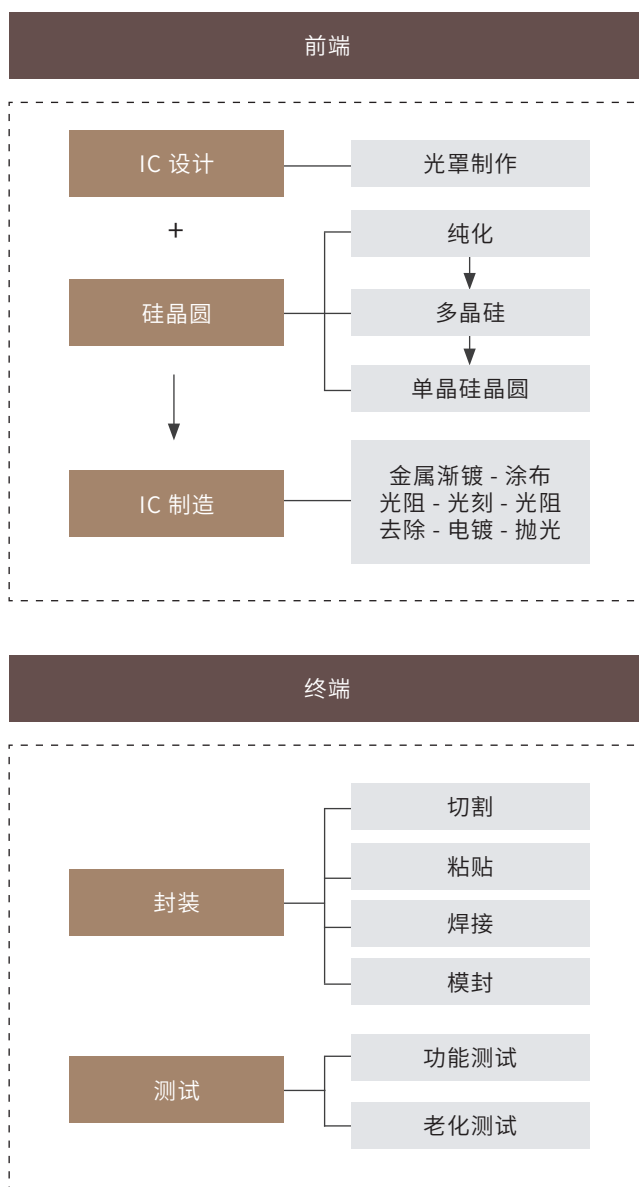 前端
IC 设计
光罩制作
+
纯化
硅晶圆
多晶硅
单晶硅晶圆
IC 制造
金属渐镀 - 涂布
光阻 - 光刻 - 光阻
去除 - 电镀 - 抛光
终端
切割
粘贴
封装
焊接
模封
功能测试
测试
老化测试